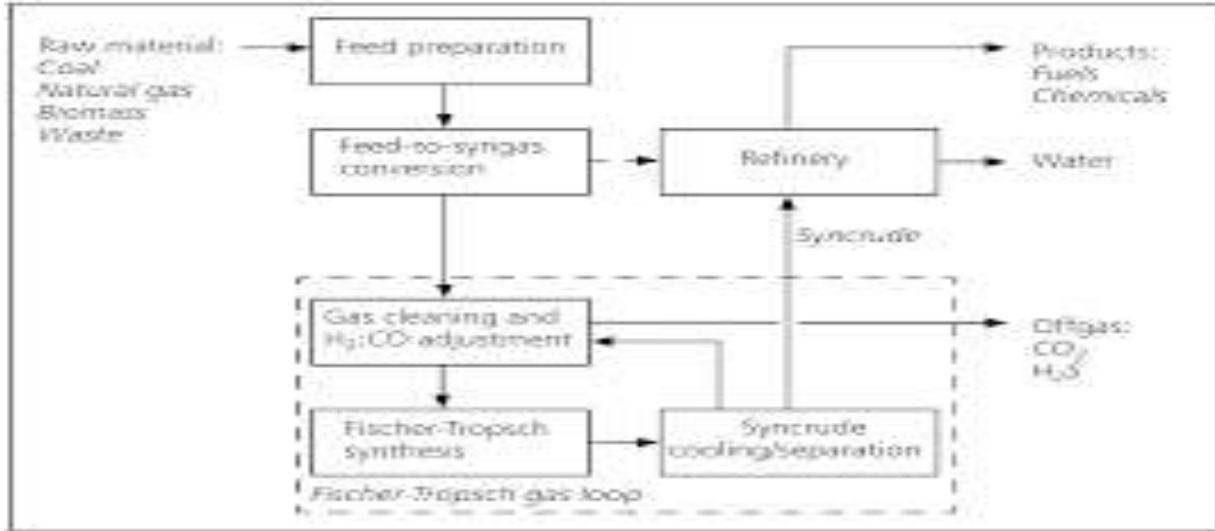 Raw material:
Coal
Natural gas
Biomass
Waste
Feed preparation
Products:
Fuels
Chemicals
Feed-to-syngas
conversion
Refinery
Water
Syncrude
Gas cleaning and
H₂:CO adjustment
Offgas:
CO₂
H₂S
Fischer-Tropsch
synthesis
Syncrude
cooling/separation
Fischer-Tropsch gas loop